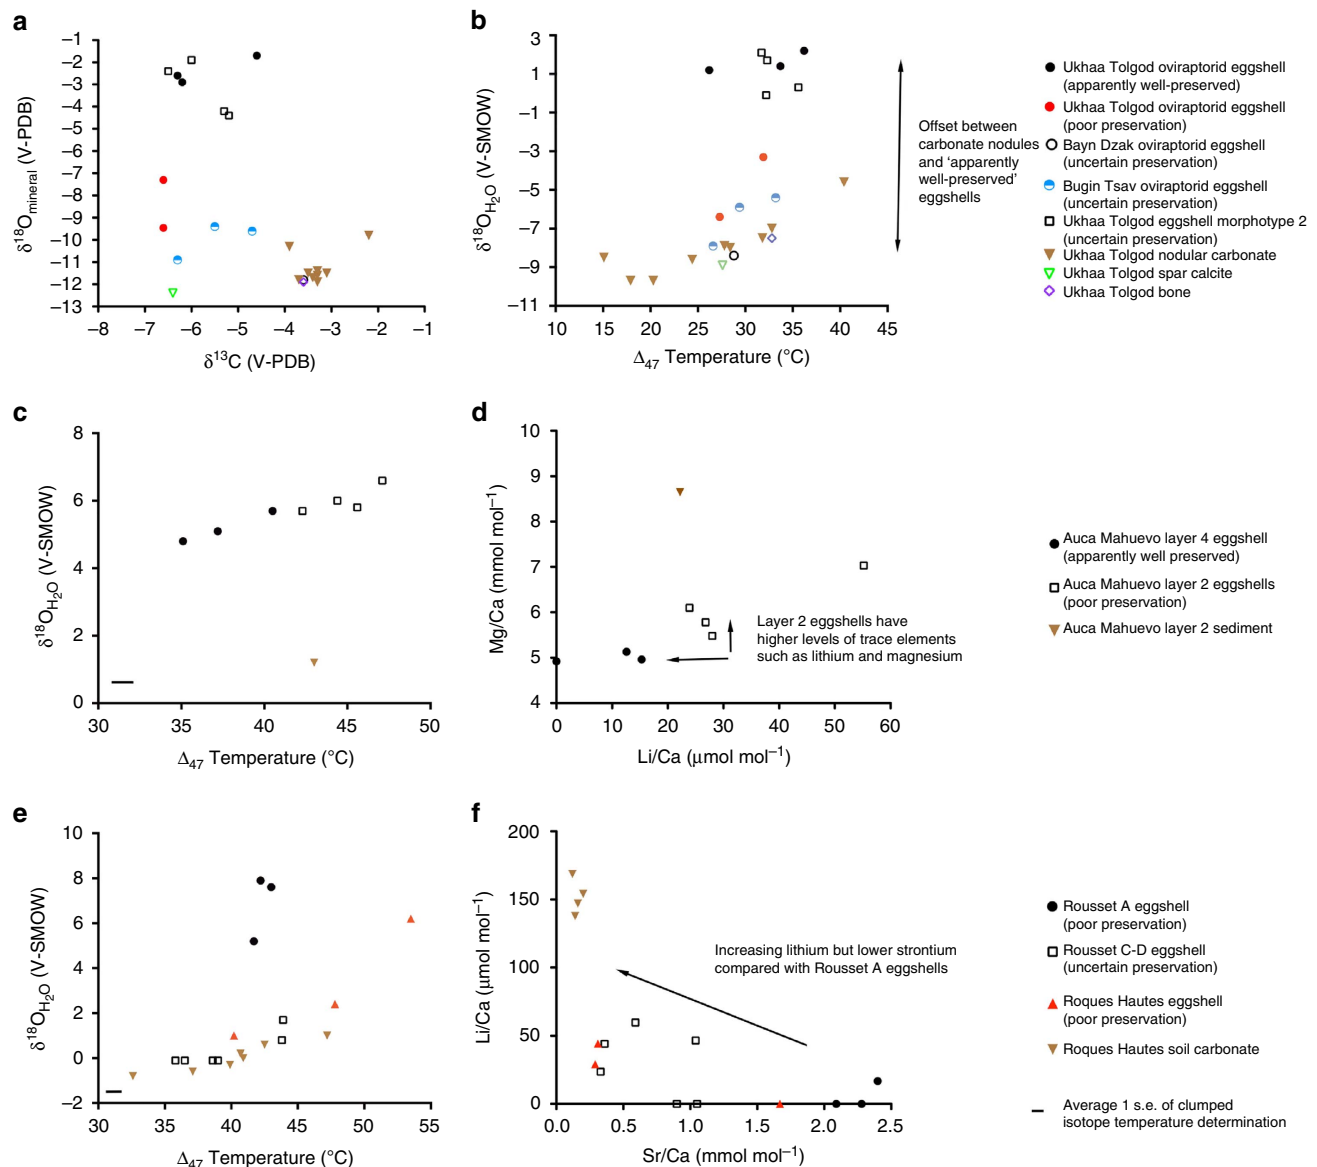 a
−1
−2
−3
−4
−5
−6
−7
−8
−9
−10
−11
−12
−13
−8 −7 −6 −5 −4 −3 −2 −1
δ18Omineral (V-PDB)
δ13C (V-PDB)
b
3
1
−1
−3
−5
−7
−9
−11
10 15 20 25 30 35 40 45
δ18OH2O (V-SMOW)
Δ47 Temperature (°C)
Offset between
carbonate nodules
and ‘apparently
well-preserved’
eggshells
Ukhaa Tolgod oviraptorid eggshell
(apparently well-preserved)
Ukhaa Tolgod oviraptorid eggshell
(poor preservation)
Bayn Dzak oviraptorid eggshell
(uncertain preservation)
Bugin Tsav oviraptorid eggshell
(uncertain preservation)
Ukhaa Tolgod eggshell morphotype 2
(uncertain preservation)
Ukhaa Tolgod nodular carbonate
Ukhaa Tolgod spar calcite
Ukhaa Tolgod bone
c
8
6
4
2
0
30 35 40 45 50
δ18OH2O (V-SMOW)
Δ47 Temperature (°C)
d
10
9
8
7
6
5
4
0 10 20 30 40 50 60
Mg/Ca (mmol mol−1)
Li/Ca (μmol mol−1)
Layer 2 eggshells have
higher levels of trace elements
such as lithium and magnesium
Auca Mahuevo layer 4 eggshell
(apparently well preserved)
Auca Mahuevo layer 2 eggshells
(poor preservation)
Auca Mahuevo layer 2 sediment
e
10
8
6
4
2
0
−2
30 35 40 45 50 55
δ18OH2O (V-SMOW)
Δ47 Temperature (°C)
f
200
150
100
50
0
0.0 0.5 1.0 1.5 2.0 2.5
Li/Ca (μmol mol−1)
Sr/Ca (mmol mol−1)
Increasing lithium but lower strontium
compared with Rousset A eggshells
Rousset A eggshell
(poor preservation)
Rousset C-D eggshell
(uncertain preservation)
Roques Hautes eggshell
(poor preservation)
Roques Hautes soil carbonate
Average 1 s.e. of clumped
isotope temperature determination